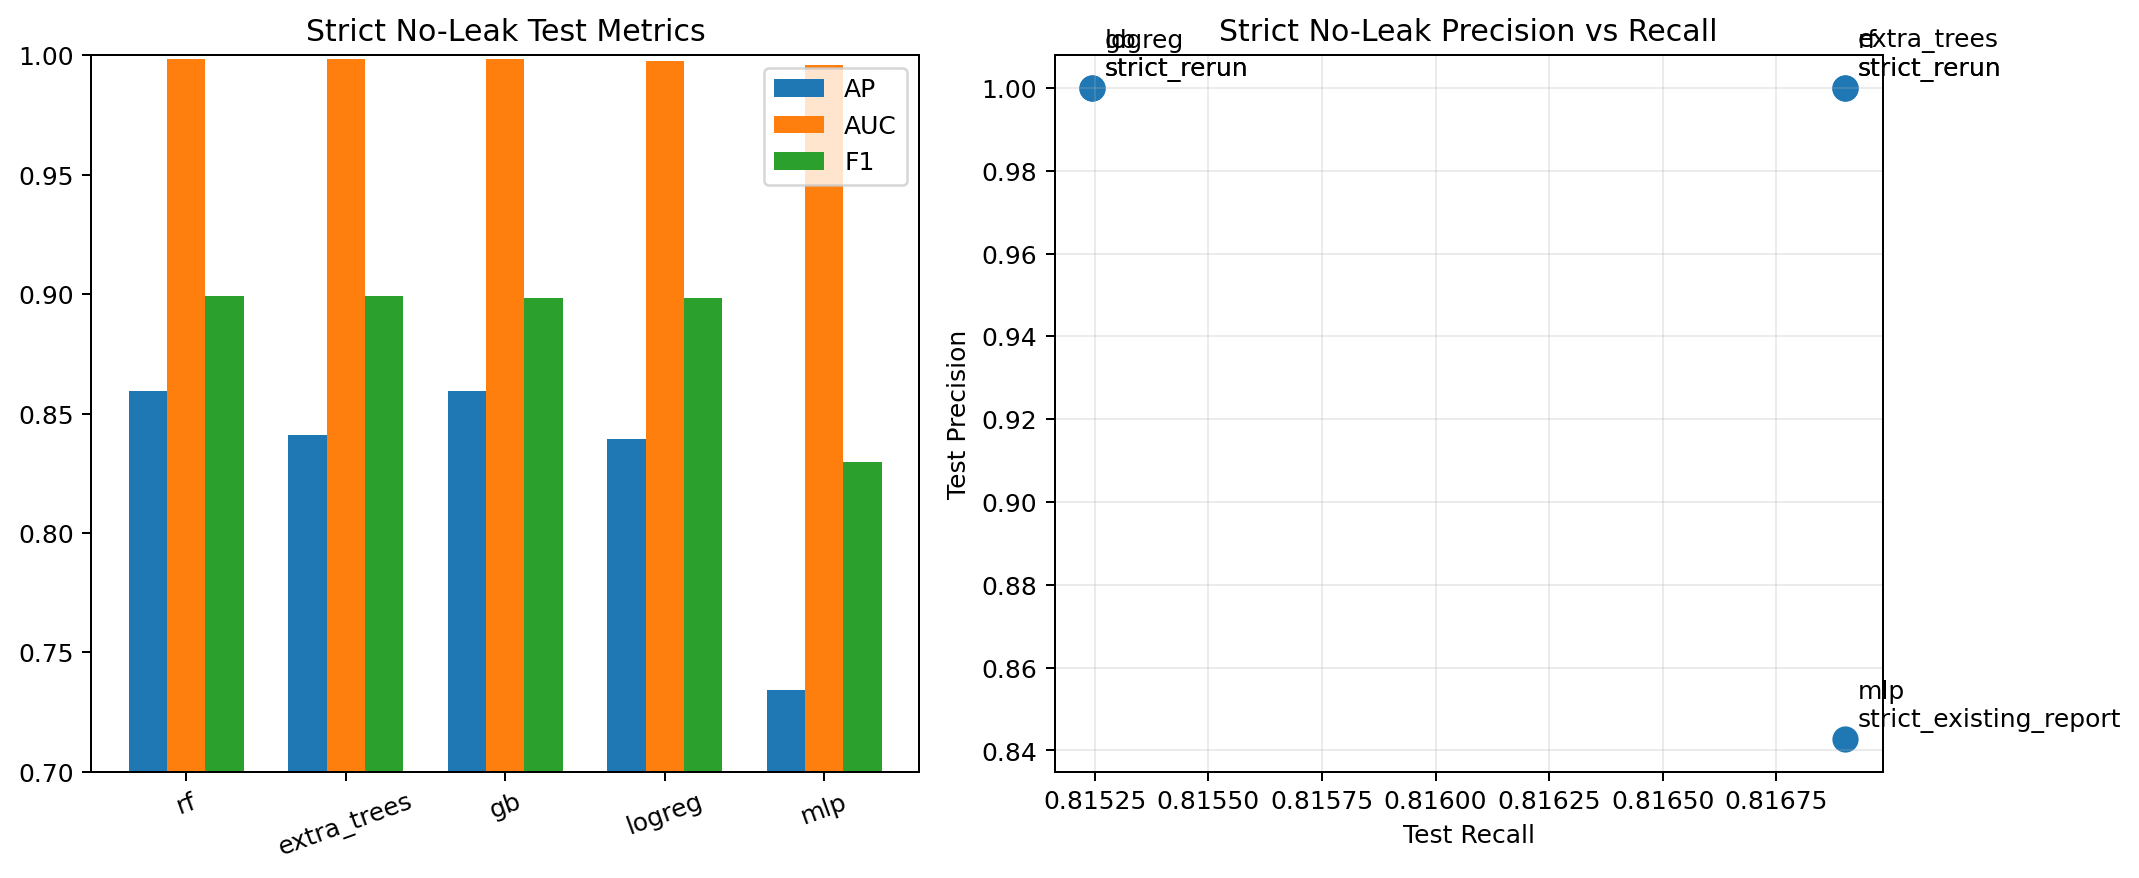 Strict No-Leak Test Metrics
1.00
0.95
0.90
0.85
0.80
0.75
0.70
AP
AUC
F1
rf
extra_trees
gb
logreg
mlp
Strict No-Leak Precision vs Recall
gb
logreg
strict_rerun
rf
extra_trees
strict_rerun
mlp
strict_existing_report
Test Precision
1.00
0.98
0.96
0.94
0.92
0.90
0.88
0.86
0.84
0.81525 0.81550 0.81575 0.81600 0.81625 0.81650 0.81675
Test Recall